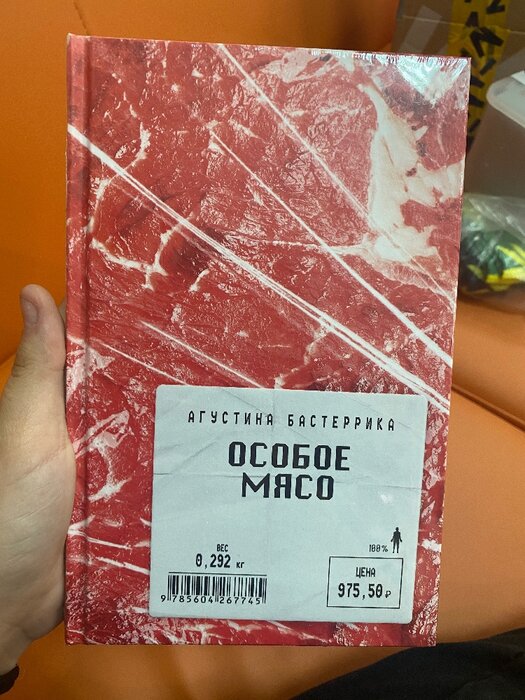 АГУСТИНА БАСТЕРРИКА
ОСОБОЕ
МЯСО
ВЕС
0,292 кг
100%
ЦЕНА
975,50₽
9 785604 267745